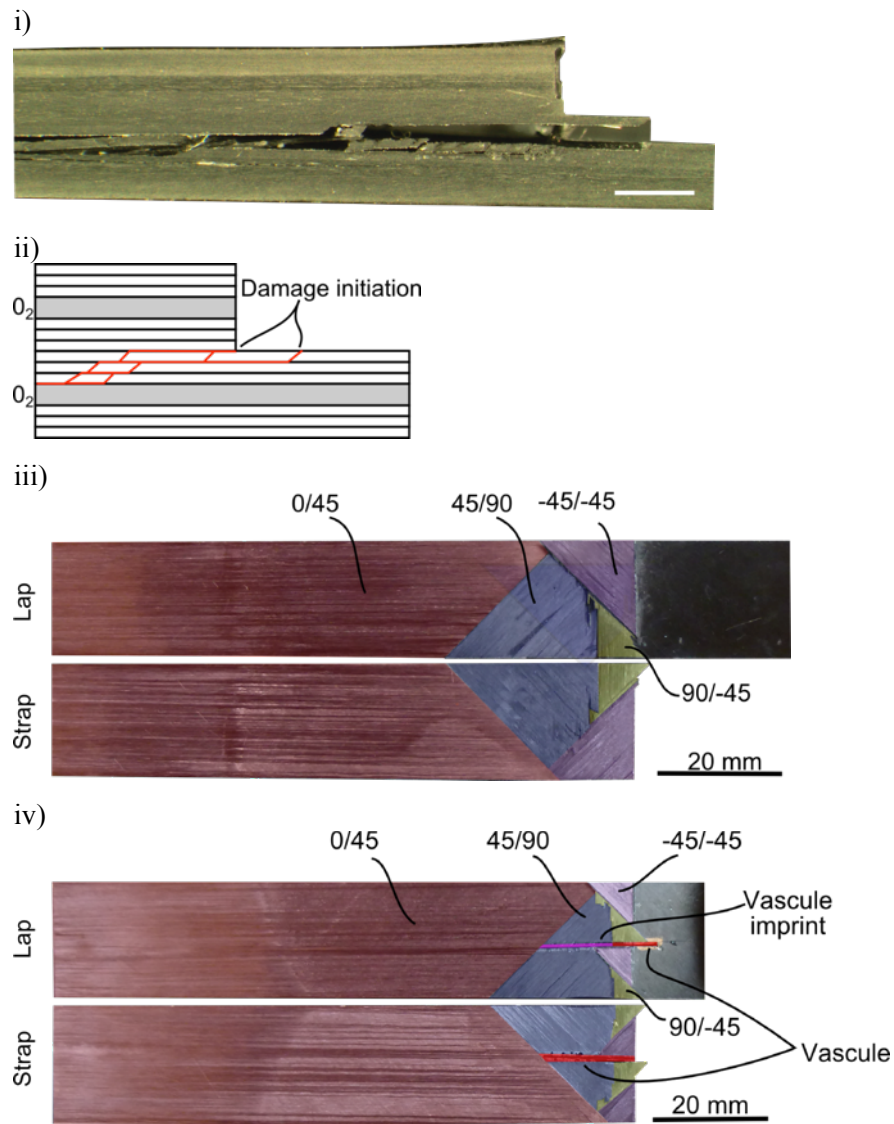 i)
ii)
Damage initiation
0₂
0₂
iii)
0/45
45/90
-45/-45
Lap
90/-45
Strap
20 mm
iv)
0/45
45/90
-45/-45
Lap
Vascule
imprint
90/-45
Strap
Vascule
20 mm